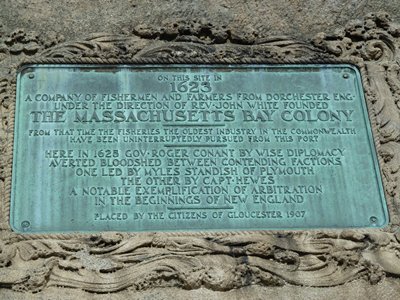 ON THIS SITE IN
1623
A COMPANY OF FISHERMEN AND FARMERS FROM DORCHESTER ENG.
UNDER THE DIRECTION OF REV. JOHN WHITE FOUNDED
THE MASSACHUSETTS BAY COLONY
FROM THAT TIME THE FISHERIES THE OLDEST INDUSTRY IN THE COMMONWEALTH
HAVE BEEN UNINTERRUPTEDLY PURSUED FROM THIS PORT
HERE IN 1625 GOV. ROGER CONANT BY WISE DIPLOMACY
AVERTED BLOODSHED BETWEEN CONTENDING FACTIONS
ONE LED BY MYLES STANDISH OF PLYMOUTH
THE OTHER BY CAPT. HEWES
A NOTABLE EXEMPLIFICATION OF ARBITRATION
IN THE BEGINNINGS OF NEW ENGLAND
PLACED BY THE CITIZENS OF GLOUCESTER 1907